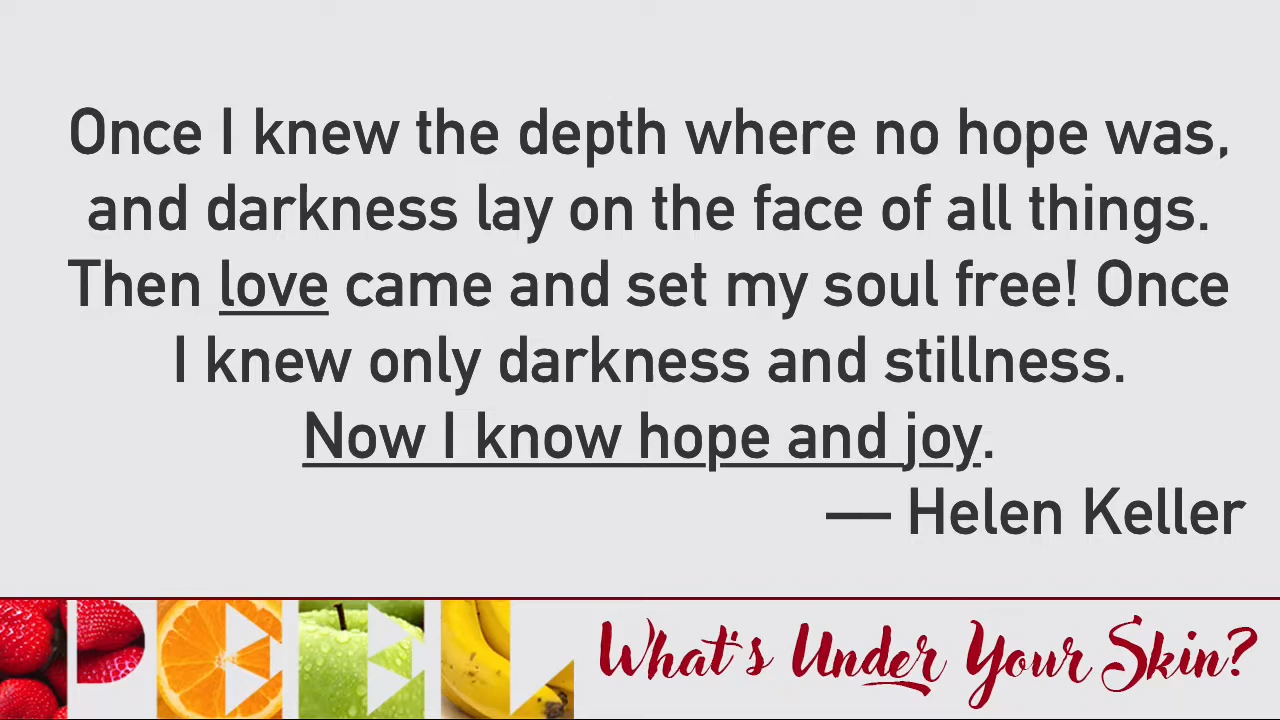 Once I knew the depth where no hope was,
and darkness lay on the face of all things.
Then love came and set my soul free! Once
I knew only darkness and stillness.
Now I know hope and joy.
— Helen Keller
PEEL What's Under Your Skin?